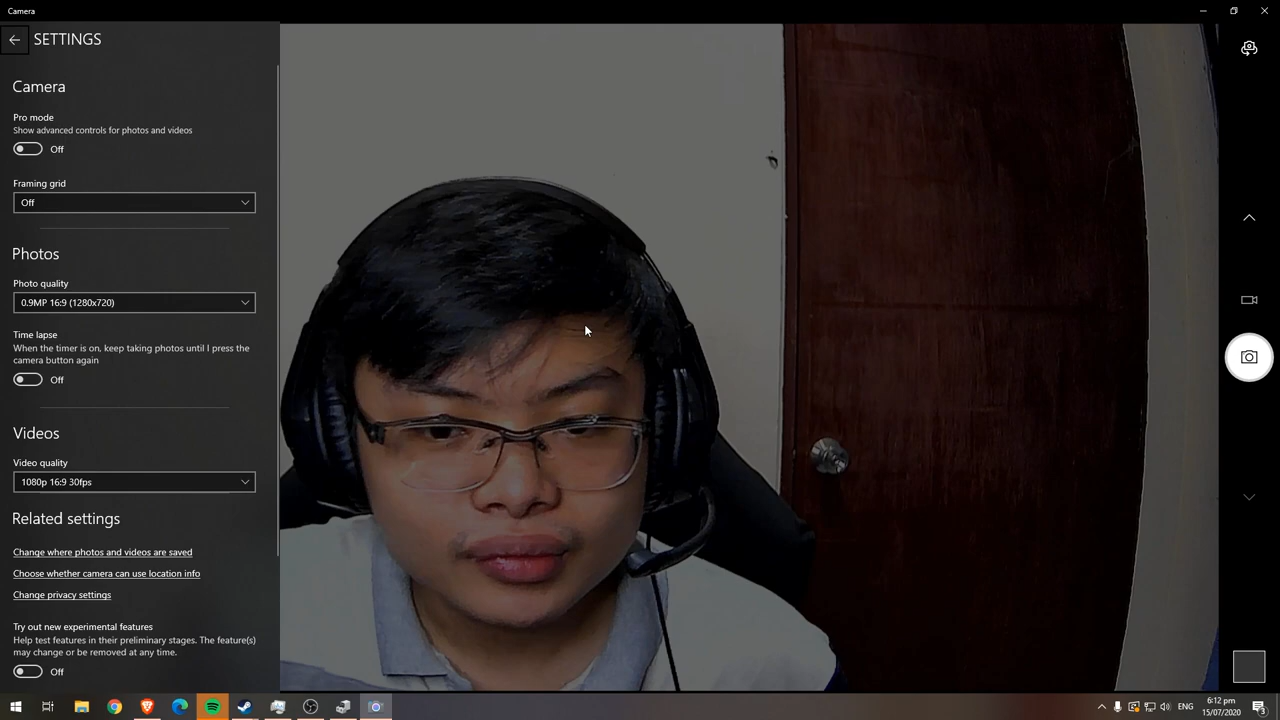 Camera
SETTINGS
Camera
Pro mode
Show advanced controls for photos and videos
Off
Framing grid
Off
Photos
Photo quality
0.9MP 16:9 (1280x720)
Time lapse
When the timer is on, keep taking photos until I press the
camera button again
Off
Videos
Video quality
1080p 16:9 30fps
Related settings
Change where photos and videos are saved
Choose whether camera can use location info
Change privacy settings
Try out new experimental features
Help test features in their preliminary stages. The feature(s)
may change or be removed at any time.
Off
ENG
6:12 pm
15/07/2020
3